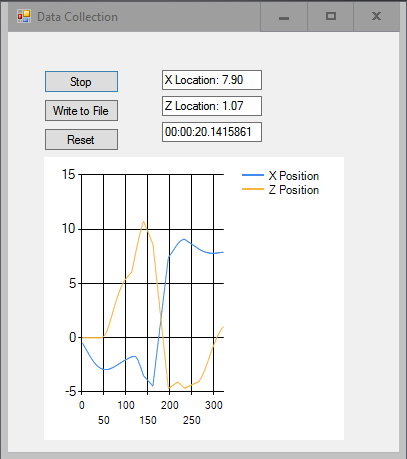 Data Collection
Stop
X Location: 7.90
Write to File
Z Location: 1.07
Reset
00:00:20.1415861
15
10
5
0
-5
X Position
Z Position
0 100 200 300
50 150 250